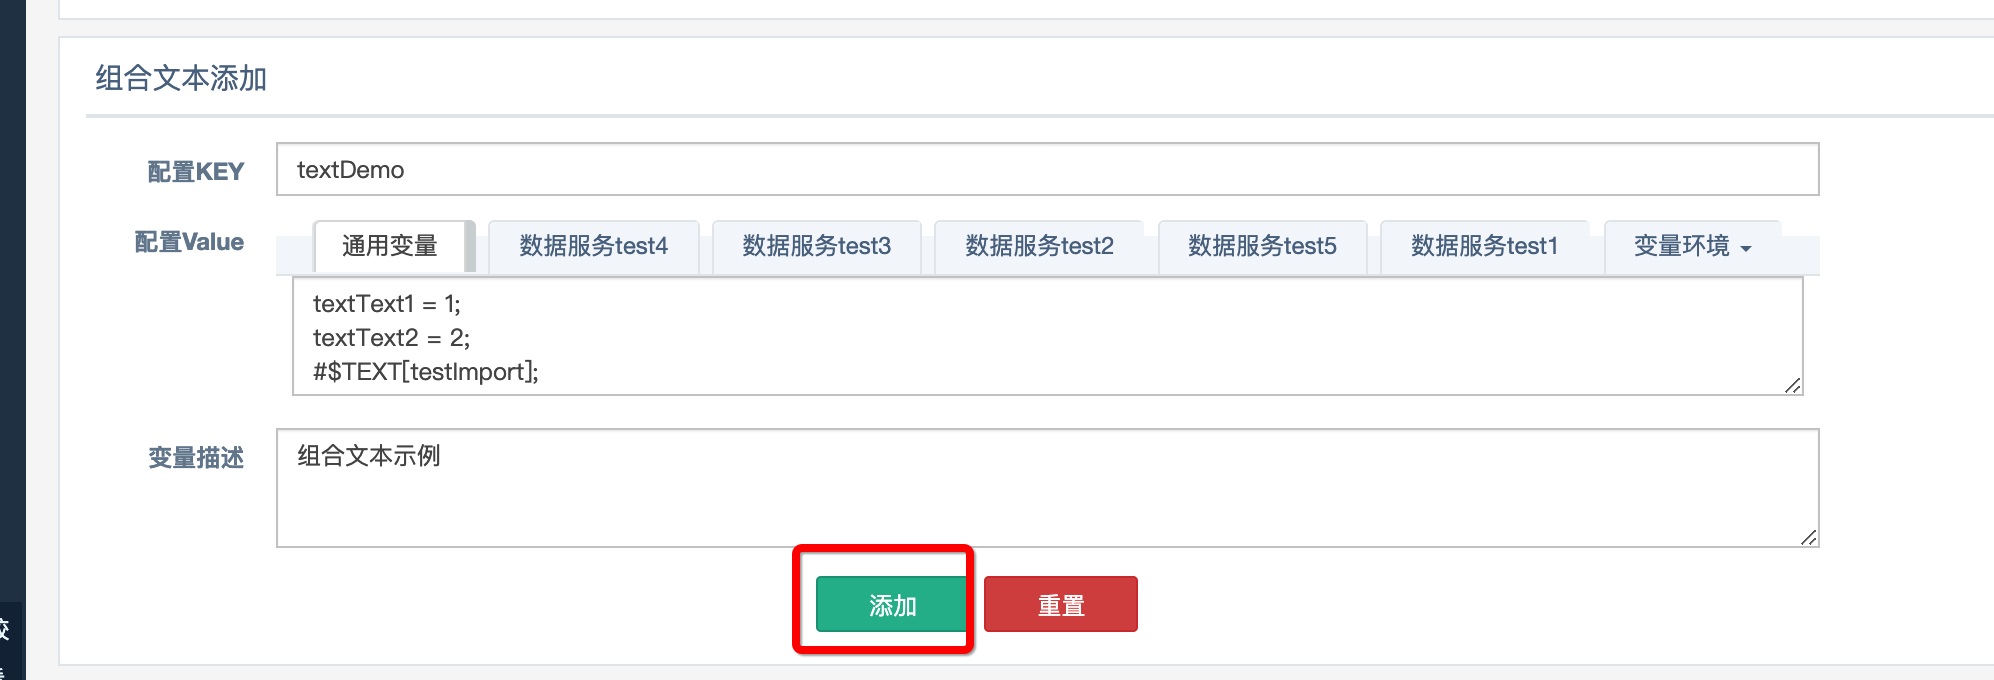 组合文本添加
配置KEY
textDemo
配置Value
通用变量
数据服务test4
数据服务test3
数据服务test2
数据服务test5
数据服务test1
变量环境
textText1 = 1;
textText2 = 2;
#$TEXT[testImport];
变量描述
组合文本示例
添加
重置